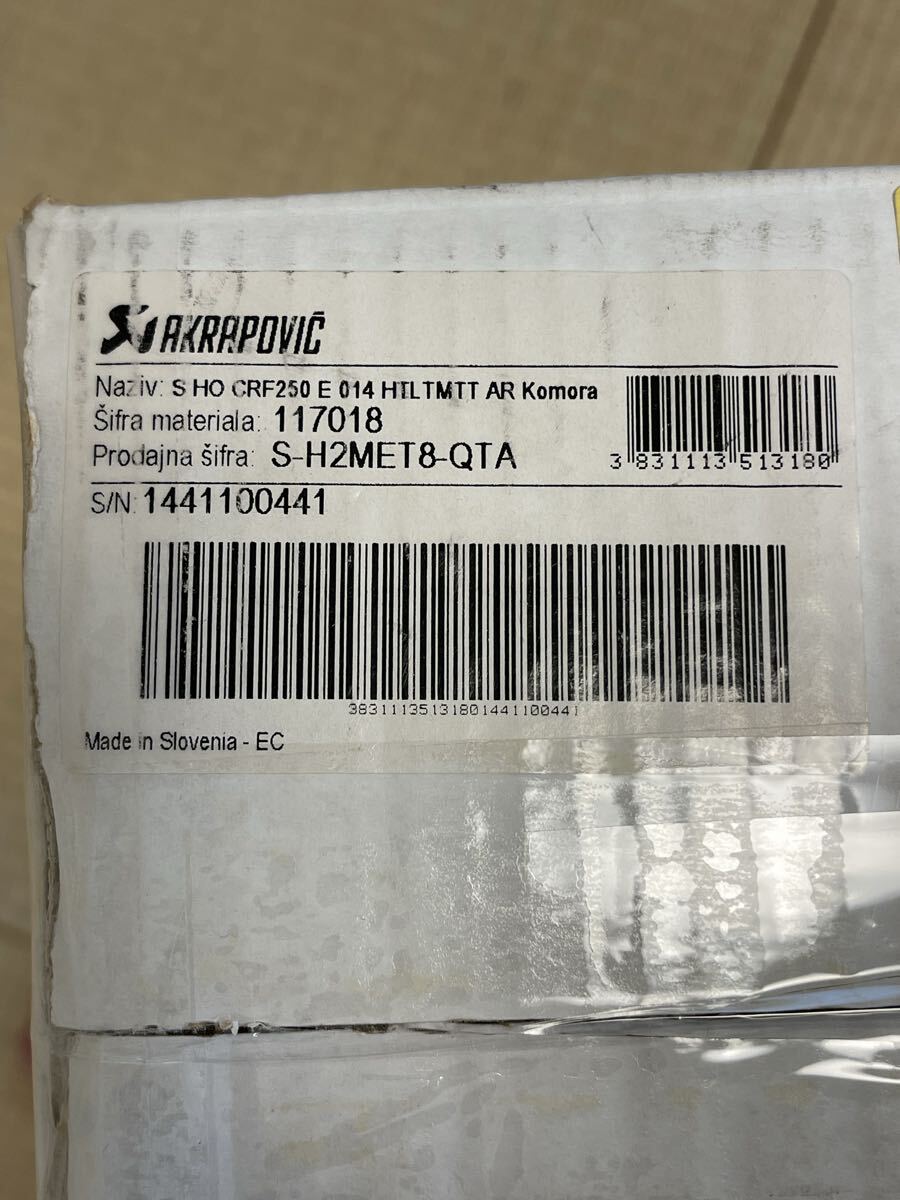 AKRAPOVIČ
Naziv: S HO CRF250 E 014 HTLTMTT AR Komora
Šifra materiala: 117018
Prodajna šifra: S-H2MET8-QTA
3 831113 513180
S/N: 1441100441
38311135131801441100441
Made in Slovenia - EC